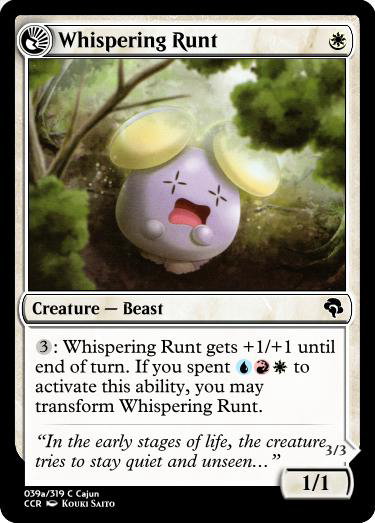 Whispering Runt
Creature — Beast
3: Whispering Runt gets +1/+1 until
end of turn. If you spent to
activate this ability, you may
transform Whispering Runt.
“In the early stages of life, the creature
tries to stay quiet and unseen…”
3/3
1/1
039a/319 C Cajun
CCR Kouki Saito